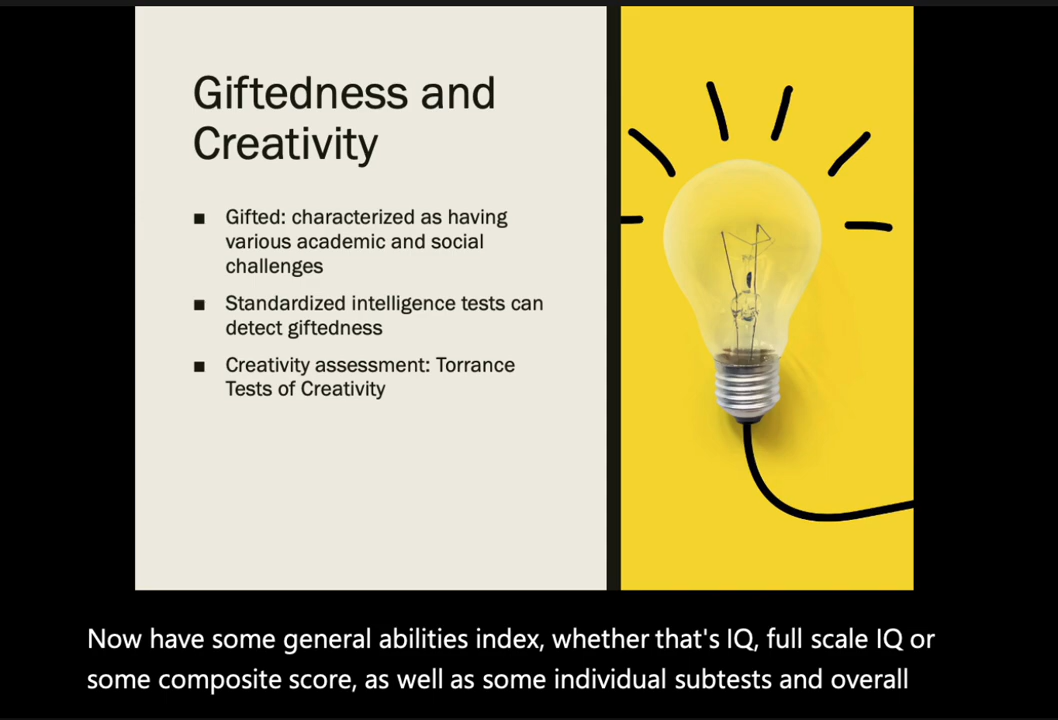 Giftedness and
Creativity
■ Gifted: characterized as having
various academic and social
challenges
■ Standardized intelligence tests can
detect giftedness
■ Creativity assessment: Torrance
Tests of Creativity
Now have some general abilities index, whether that's IQ, full scale IQ or
some composite score, as well as some individual subtests and overall